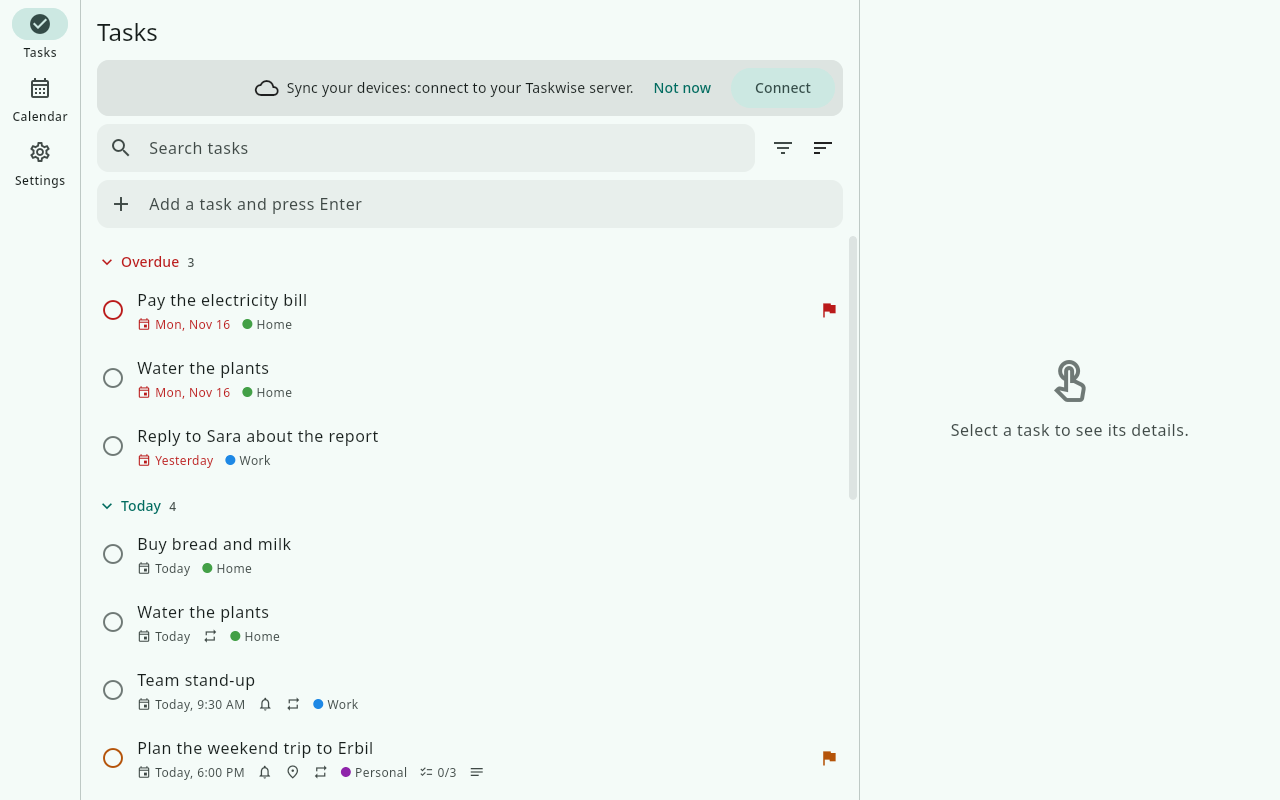 Tasks
Calendar
Settings
Tasks
Sync your devices: connect to your Taskwise server. Not now Connect
Search tasks
Add a task and press Enter
Overdue 3
Pay the electricity bill
Mon, Nov 16 Home
Water the plants
Mon, Nov 16 Home
Reply to Sara about the report
Yesterday Work
Today 4
Buy bread and milk
Today Home
Water the plants
Today Home
Team stand-up
Today, 9:30 AM Work
Plan the weekend trip to Erbil
Today, 6:00 PM Personal 0/3
Select a task to see its details.